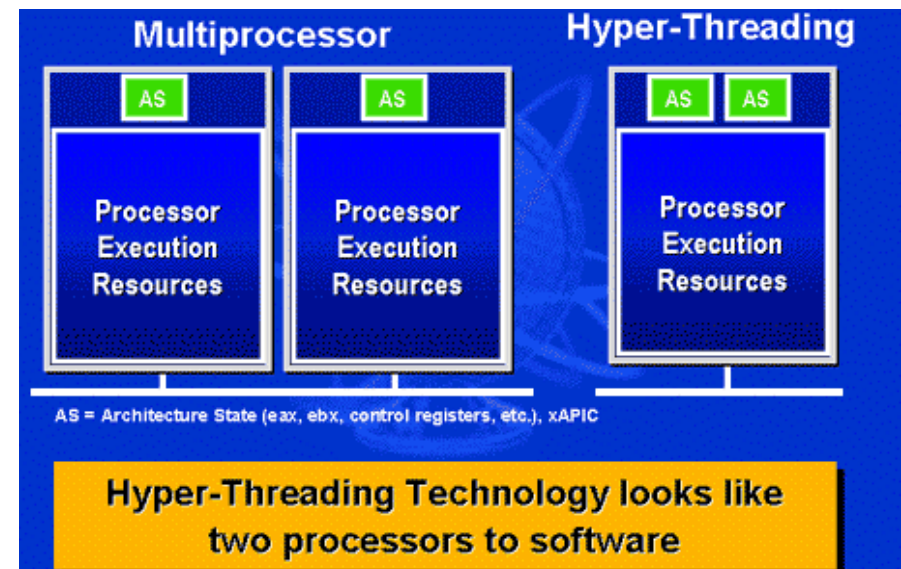 Multiprocessor
Hyper-Threading
AS
AS
AS
AS
Processor
Execution
Resources
Processor
Execution
Resources
Processor
Execution
Resources
AS = Architecture State (eax, ebx, control registers, etc.), xAPIC
Hyper-Threading Technology looks like
two processors to software